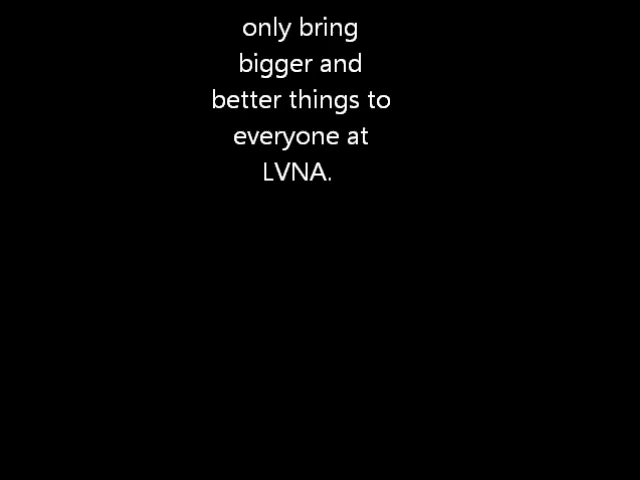 only bring
bigger and
better things to
everyone at
LVNA.